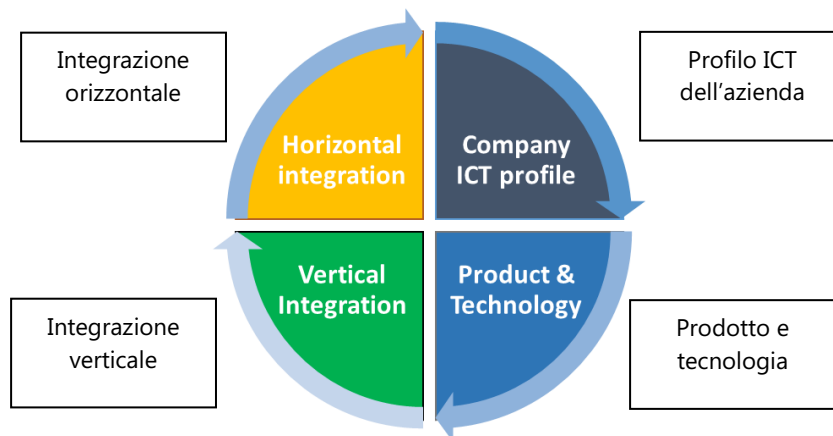 Integrazione
orizzontale
Profilo ICT
dell’azienda
Horizontal
integration
Company
ICT profile
Vertical
Integration
Product &
Technology
Integrazione
verticale
Prodotto e
tecnologia